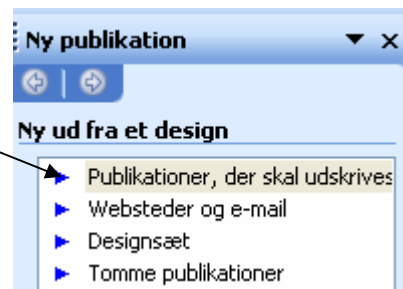 Ny publikation
Ny ud fra et design
Publikationer, der skal udskrives
Websteder og e-mail
Designsæt
Tomme publikationer